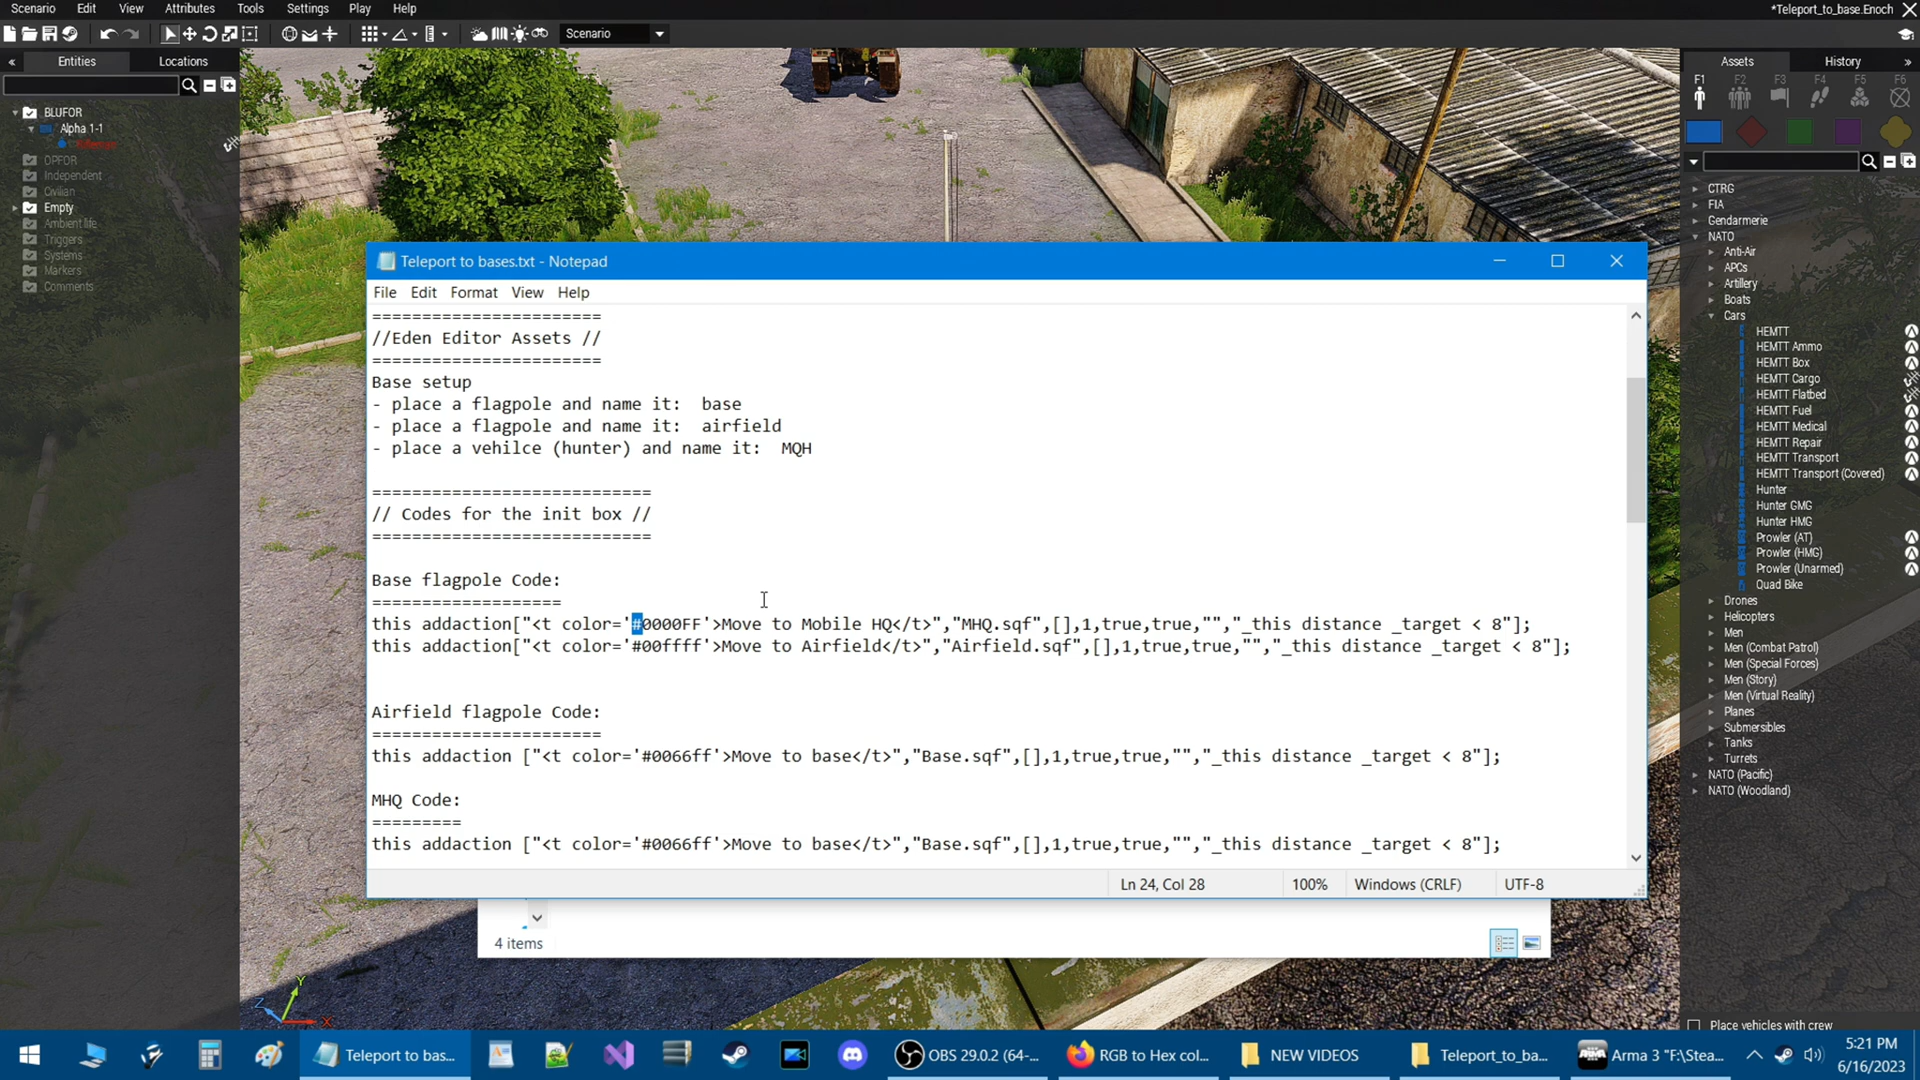 Scenario Edit View Attributes Tools Settings Play Help
*Teleport_to_base.Enoch
Scenario
Entities Locations
BLUFOR
Alpha 1-1
OPFOR
Independent
Civilian
Empty
Ambient life
Triggers
Systems
Markers
Comments
Teleport to bases.txt - Notepad
File Edit Format View Help
=======================
//Eden Editor Assets //
=======================
Base setup
- place a flagpole and name it:  base
- place a flagpole and name it:  airfield
- place a vehilce (hunter) and name it:  MQH
============================
// Codes for the init box //
============================
Base flagpole Code:
===================
this addaction["<t color='#0000FF'>Move to Mobile HQ</t>","MHQ.sqf",[],1,true,true,"","_this distance _target < 8"];
this addaction["<t color='#00ffff'>Move to Airfield</t>","Airfield.sqf",[],1,true,true,"","_this distance _target < 8"];
Airfield flagpole Code:
=======================
this addaction ["<t color='#0066ff'>Move to base</t>","Base.sqf",[],1,true,true,"","_this distance _target < 8"];
MHQ Code:
=========
this addaction ["<t color='#0066ff'>Move to base</t>","Base.sqf",[],1,true,true,"","_this distance _target < 8"];
Ln 24, Col 28 100% Windows (CRLF) UTF-8
4 items
Assets History
F1 F2 F3 F4 F5 F6
CTRG
FIA
Gendarmerie
NATO
Anti-Air
APCs
Artillery
Boats
Cars
HEMTT
HEMTT Ammo
HEMTT Box
HEMTT Cargo
HEMTT Flatbed
HEMTT Fuel
HEMTT Medical
HEMTT Repair
HEMTT Transport
HEMTT Transport (Covered)
Hunter
Hunter GMG
Hunter HMG
Prowler (AT)
Prowler (HMG)
Prowler (Unarmed)
Quad Bike
Drones
Helicopters
Men
Men (Combat Patrol)
Men (Special Forces)
Men (Story)
Men (Virtual Reality)
Planes
Submersibles
Tanks
Turrets
NATO (Pacific)
NATO (Woodland)
Place vehicles with crew
Z Y X
Teleport to bas... OBS 29.0.2 (64-... RGB to Hex col... NEW VIDEOS Teleport_to_ba... Arma 3 "F:\Stea...
5:21 PM
6/16/2023